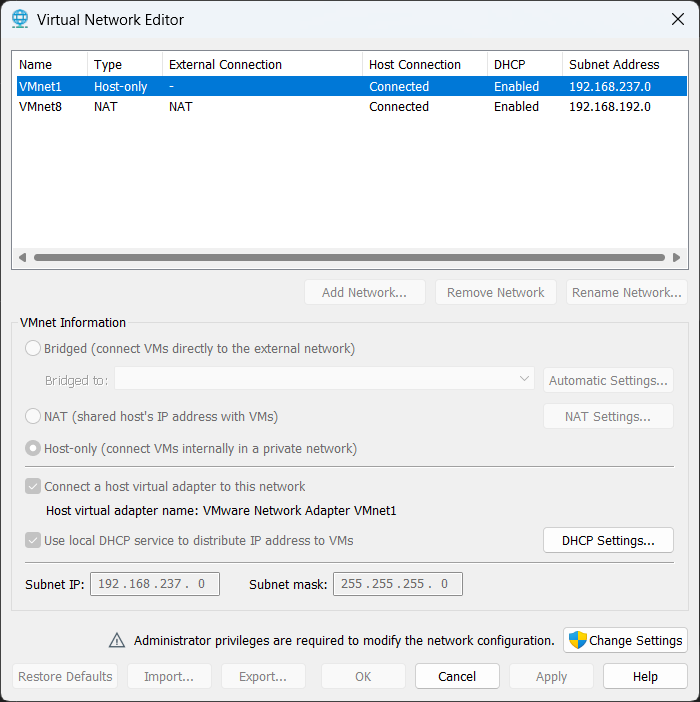 Virtual Network Editor
Name Type External Connection Host Connection DHCP Subnet Address
VMnet1 Host-only - Connected Enabled 192.168.237.0
VMnet8 NAT NAT Connected Enabled 192.168.192.0
Add Network... Remove Network Rename Network...
VMnet Information
Bridged (connect VMs directly to the external network)
Bridged to: Automatic Settings...
NAT (shared host's IP address with VMs) NAT Settings...
Host-only (connect VMs internally in a private network)
Connect a host virtual adapter to this network
Host virtual adapter name: VMware Network Adapter VMnet1
Use local DHCP service to distribute IP address to VMs DHCP Settings...
Subnet IP: 192 . 168 . 237 . 0 Subnet mask: 255 . 255 . 255 . 0
Administrator privileges are required to modify the network configuration. Change Settings
Restore Defaults Import... Export... OK Cancel Apply Help